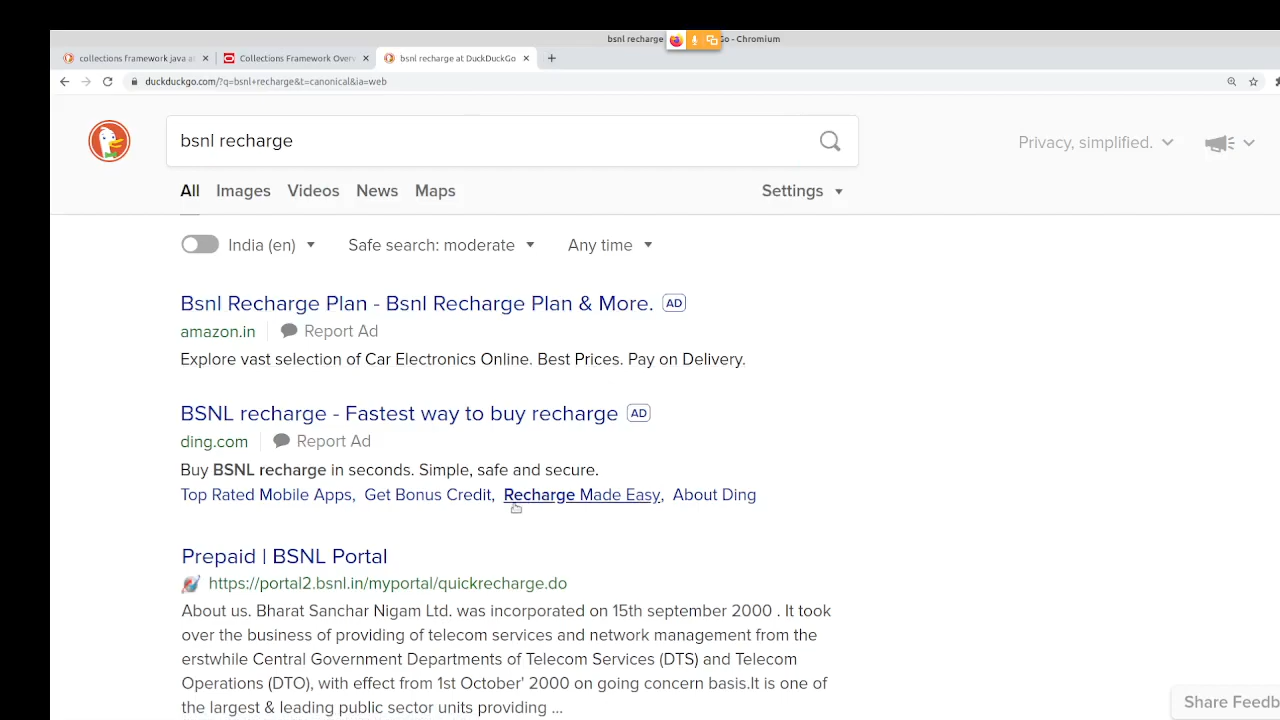 bsnl recharge Go - Chromium
collections framework java a
Collections Framework Over
bsnl recharge at DuckDuckGo
duckduckgo.com/?q=bsnl+recharge&t=canonical&ia=web
bsnl recharge
Privacy, simplified.
All Images Videos News Maps Settings
India (en) Safe search: moderate Any time
Bsnl Recharge Plan - Bsnl Recharge Plan & More. AD
amazon.in Report Ad
Explore vast selection of Car Electronics Online. Best Prices. Pay on Delivery.
BSNL recharge - Fastest way to buy recharge AD
ding.com Report Ad
Buy BSNL recharge in seconds. Simple, safe and secure.
Top Rated Mobile Apps, Get Bonus Credit, Recharge Made Easy, About Ding
Prepaid | BSNL Portal
https://portal2.bsnl.in/myportal/quickrecharge.do
About us. Bharat Sanchar Nigam Ltd. was incorporated on 15th september 2000 . It took
over the business of providing of telecom services and network management from the
erstwhile Central Government Departments of Telecom Services (DTS) and Telecom
Operations (DTO), with effect from 1st October' 2000 on going concern basis.It is one of
the largest & leading public sector units providing ...
Share Feedb